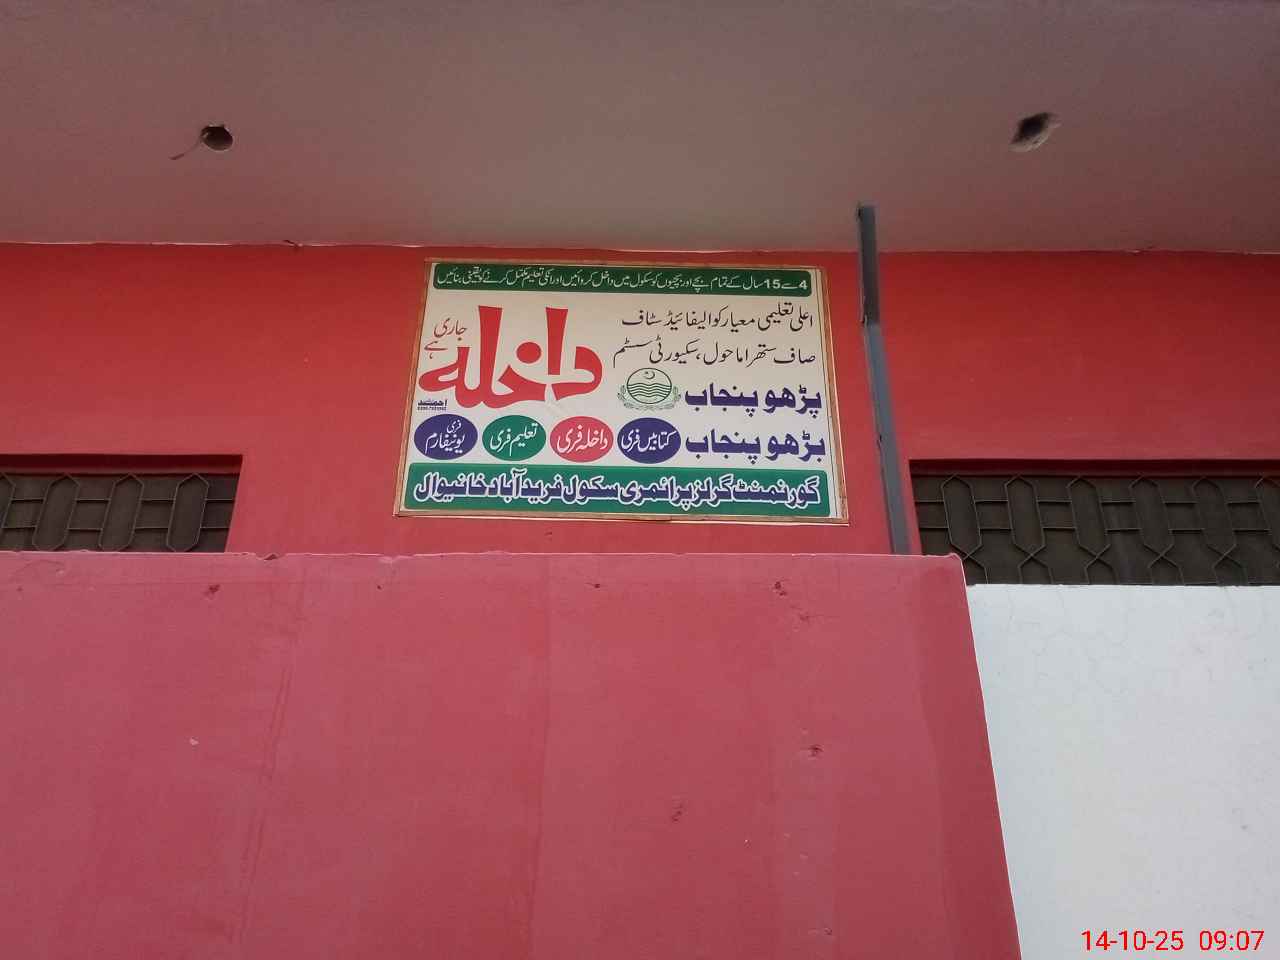 4 سے 15 سال کے تمام بچے اور بچیوں کو سکول میں داخل کروائیں اور انکی تعلیم مکمل کرنے کو یقینی بنائیں
اعلیٰ تعلیمی معیار کوالیفائیڈ سٹاف
صاف ستھرا ماحول، سکیورٹی سسٹم
داخلہ جاری ہے
پڑھو پنجاب
بڑھو پنجاب
کتابیں فری
داخلہ فری
تعلیم فری
یونیفارم فری
گورنمنٹ گرلز پرائمری سکول فرید آباد خانیوال
14-10-25 09:07